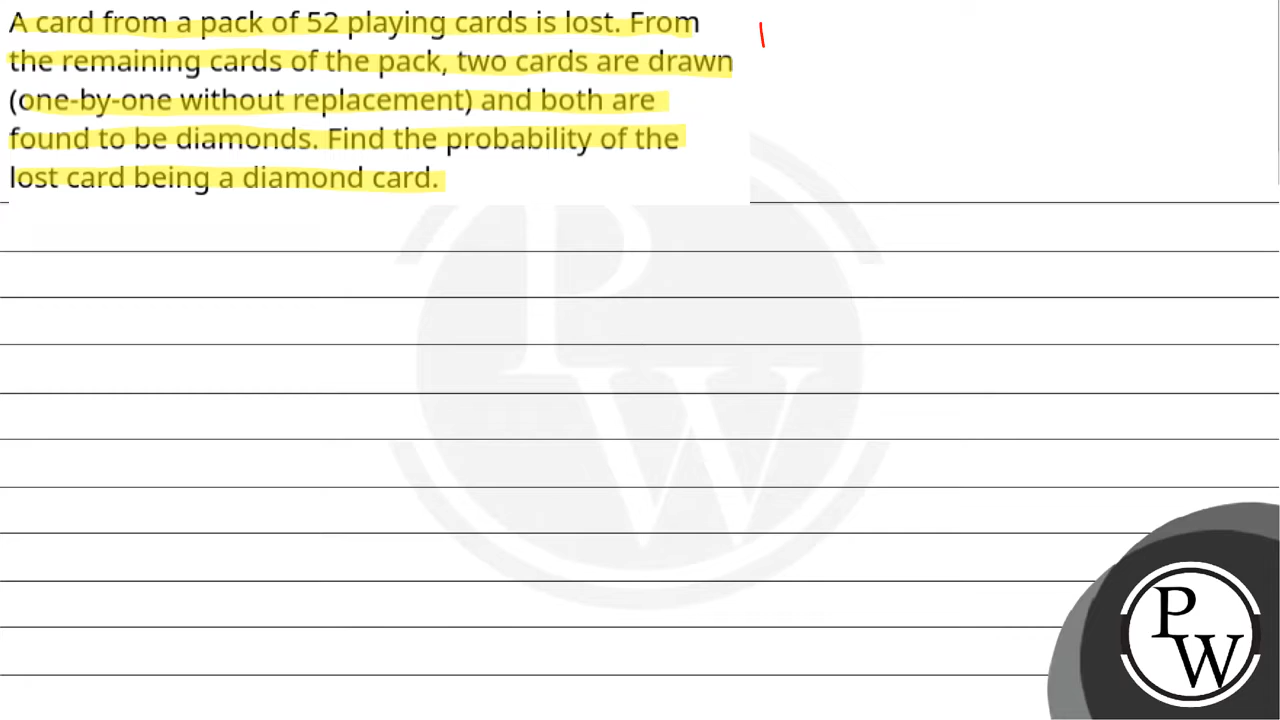 A card from a pack of 52 playing cards is lost. From
the remaining cards of the pack, two cards are drawn
(one-by-one without replacement) and both are
found to be diamonds. Find the probability of the
lost card being a diamond card.
P
W
P
W